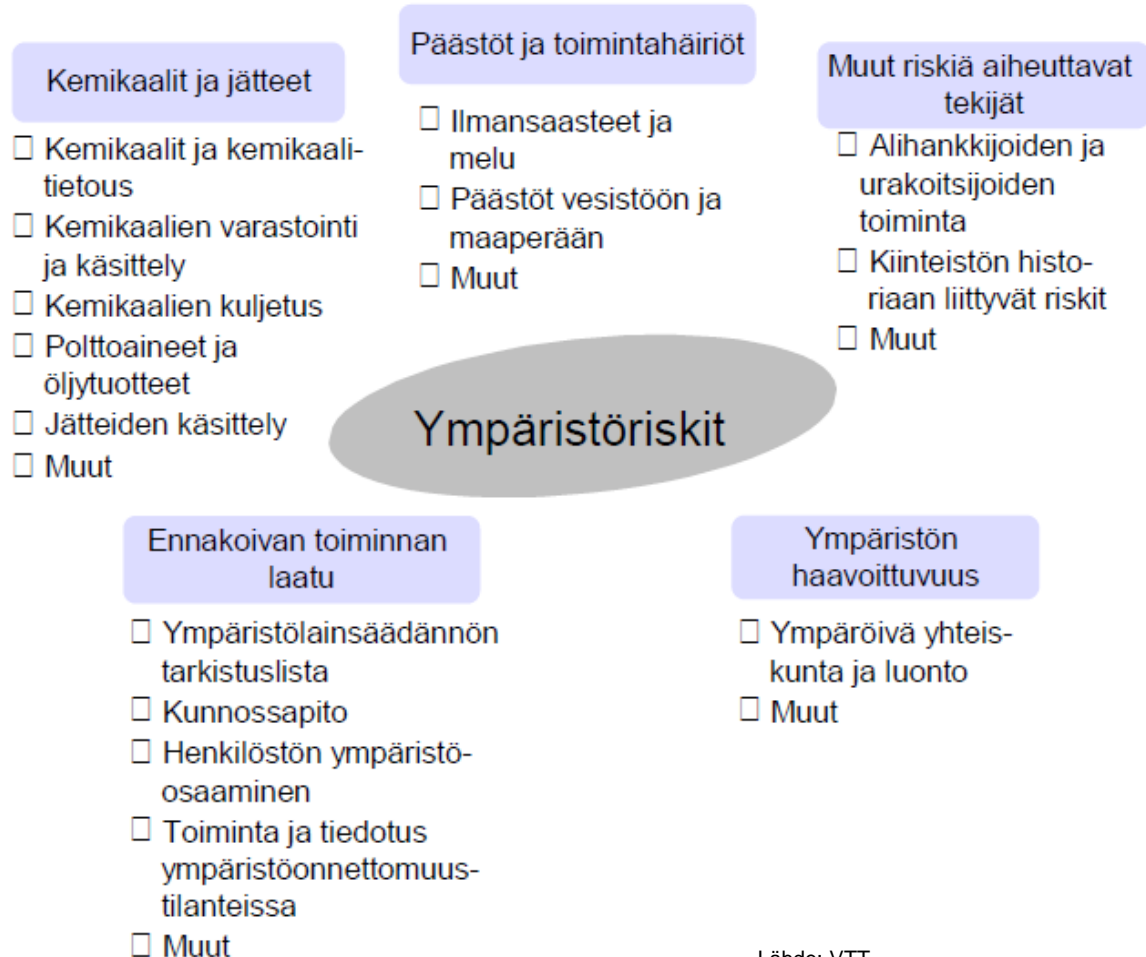 Kemikaalit ja jätteet
☐ Kemikaalit ja kemikaali-
tietous
☐ Kemikaalien varastointi
ja käsittely
☐ Kemikaalien kuljetus
☐ Polttoaineet ja
öljytuotteet
☐ Jätteiden käsittely
☐ Muut
Päästöt ja toimintahäiriöt
☐ Ilmansaasteet ja
melu
☐ Päästöt vesistöön ja
maaperään
☐ Muut
Muut riskiä aiheuttavat
tekijät
☐ Alihankkijoiden ja
urakoitsijoiden
toiminta
☐ Kiinteistön histo-
riaan liittyvät riskit
☐ Muut
Ympäristöriskit
Ennakoivan toiminnan
laatu
☐ Ympäristölainsäädännön
tarkistuslista
☐ Kunnossapito
☐ Henkilöstön ympäristö-
osaaminen
☐ Toiminta ja tiedotus
ympäristöonnettomuus-
tilanteissa
☐ Muut
Ympäristön
haavoittuvuus
☐ Ympäröivä yhteis-
kunta ja luonto
☐ Muut
Lähde: VTT